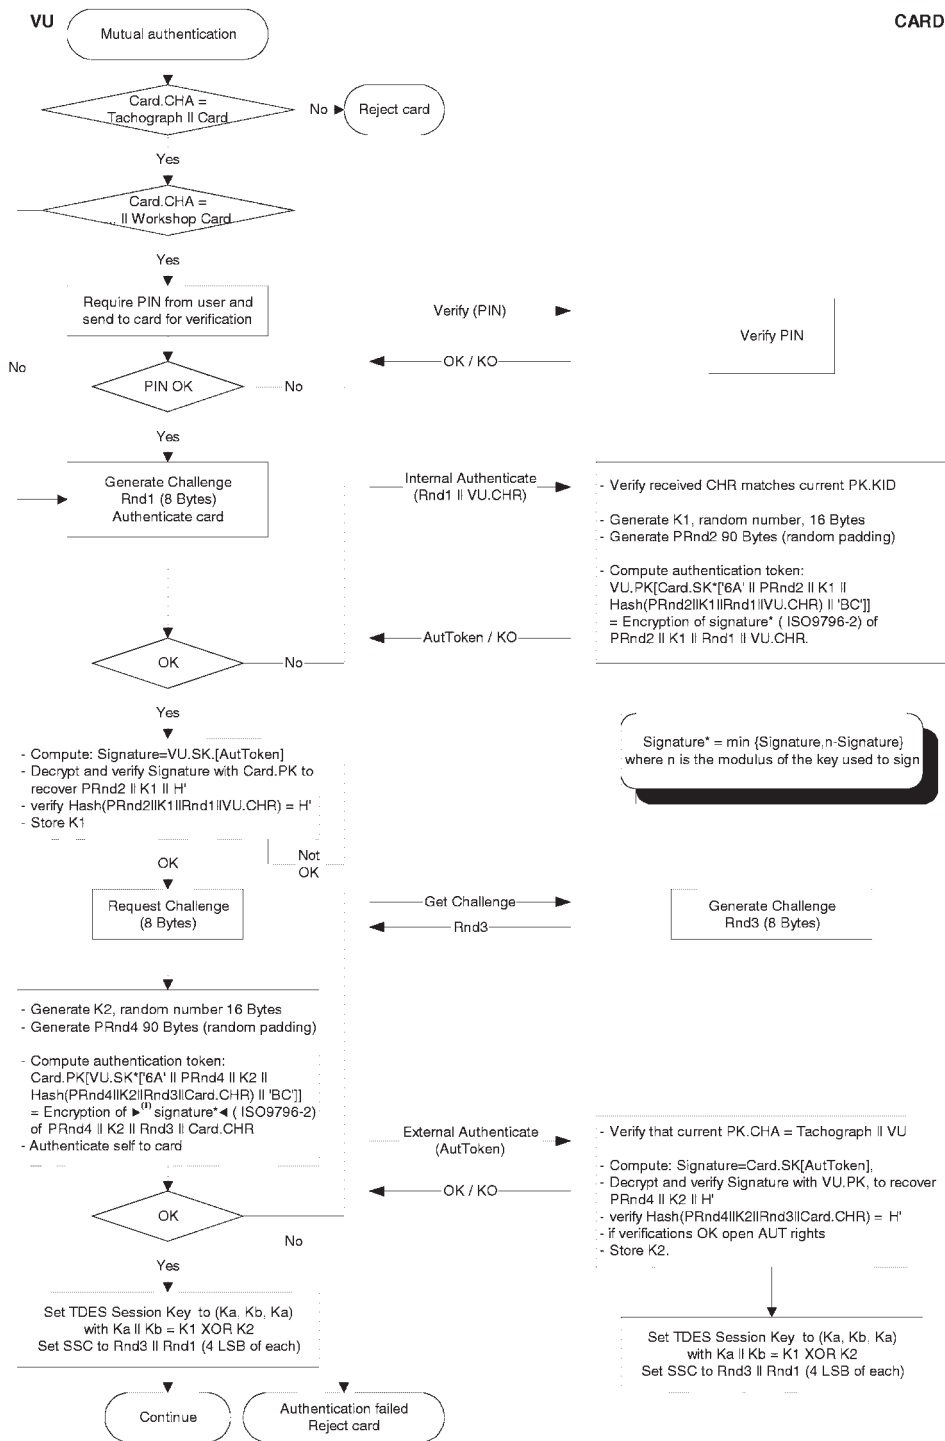 VU
CARD
Mutual authentication
Card.CHA =
Tachograph II Card
No
Reject card
Yes
Card.CHA =
... II Workshop Card
Yes
Require PIN from user and
send to card for verification
Verify (PIN)
Verify PIN
OK / KO
No
PIN OK
No
Yes
Generate Challenge
Rnd1 (8 Bytes)
Authenticate card
Internal Authenticate
(Rnd1 II VU.CHR)
- Verify received CHR matches current PK.KID
- Generate K1, random number, 16 Bytes
- Generate PRnd2 90 Bytes (random padding)
- Compute authentication token:
VU.PK[Card.SK*['6A' II PRnd2 II K1 II
Hash(PRnd2IIK1IIRnd1IIVU.CHR) II 'BC']]
= Encryption of signature* ( ISO9796-2) of
PRnd2 II K1 II Rnd1 II VU.CHR.
AutToken / KO
OK
No
Yes
- Compute: Signature=VU.SK.[AutToken]
- Decrypt and verify Signature with Card.PK to
recover PRnd2 II K1 II H'
- verify Hash(PRnd2IIK1IIRnd1IIVU.CHR) = H'
- Store K1
Signature* = min {Signature,n-Signature}
where n is the modulus of the key used to sign
OK
Not
OK
Request Challenge
(8 Bytes)
Get Challenge
Rnd3
Generate Challenge
Rnd3 (8 Bytes)
- Generate K2, random number 16 Bytes
- Generate PRnd4 90 Bytes (random padding)
- Compute authentication token:
Card.PK[VU.SK*['6A' II PRnd4 II K2 II
Hash(PRnd4IIK2IIRnd3IICard.CHR) II 'BC']]
= Encryption of ►(1) signature*◄ ( ISO9796-2)
of PRnd4 II K2 II Rnd3 II Card.CHR
- Authenticate self to card
External Authenticate
(AutToken)
OK / KO
- Verify that current PK.CHA = Tachograph II VU
- Compute: Signature=Card.SK[AutToken],
- Decrypt and verify Signature with VU.PK, to recover
PRnd4 II K2 II H'
- verify Hash(PRnd4IIK2IIRnd3IICard.CHR) = H'
- if verifications OK open AUT rights
- Store K2.
OK
No
Yes
Set TDES Session Key to (Ka, Kb, Ka)
with Ka II Kb = K1 XOR K2
Set SSC to Rnd3 II Rnd1 (4 LSB of each)
Set TDES Session Key to (Ka, Kb, Ka)
with Ka II Kb = K1 XOR K2
Set SSC to Rnd3 II Rnd1 (4 LSB of each)
Continue
Authentication failed
Reject card